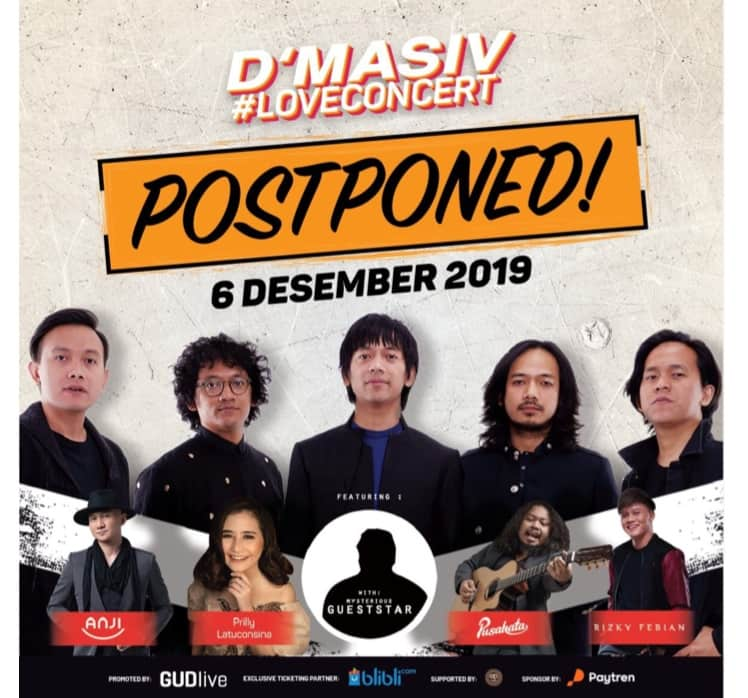 D'MASIV
#LOVECONCERT
POSTPONED!
6 DESEMBER 2019
FEATURING :
WITH:
MYSTERIOUS
GUESTSTAR
ANJI
Prilly
Latuconsina
Pusakata
RIZKY FEBIAN
PROMOTED BY: GUDlive EXCLUSIVE TICKETING PARTNER: blibli.com SUPPORTED BY: SPONSOR BY: Paytren